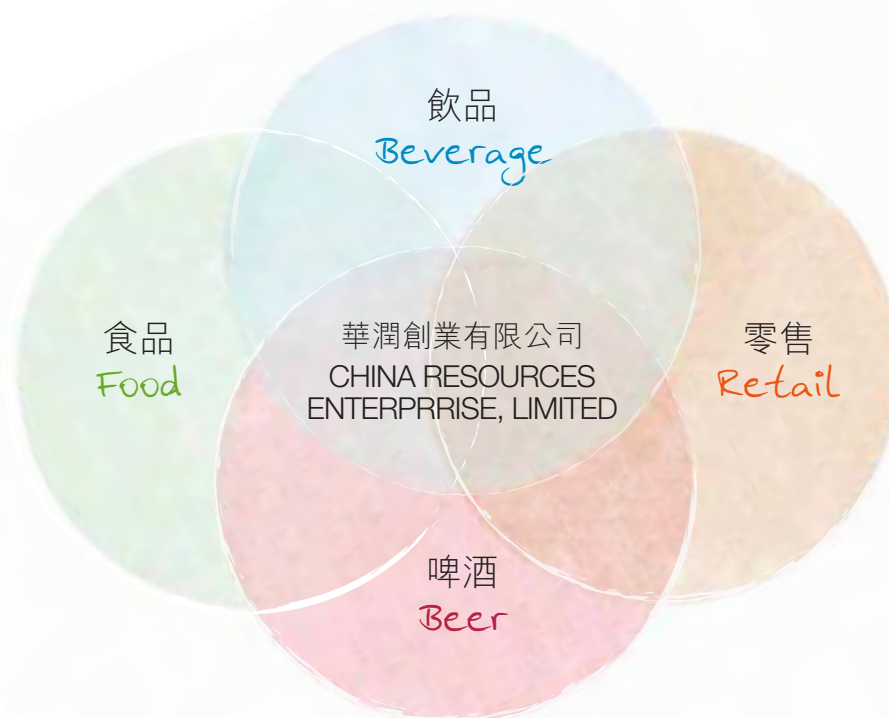 飲品
Beverage
食品
Food
華潤創業有限公司
CHINA RESOURCES
ENTERPRRISE, LIMITED
零售
Retail
啤酒
Beer